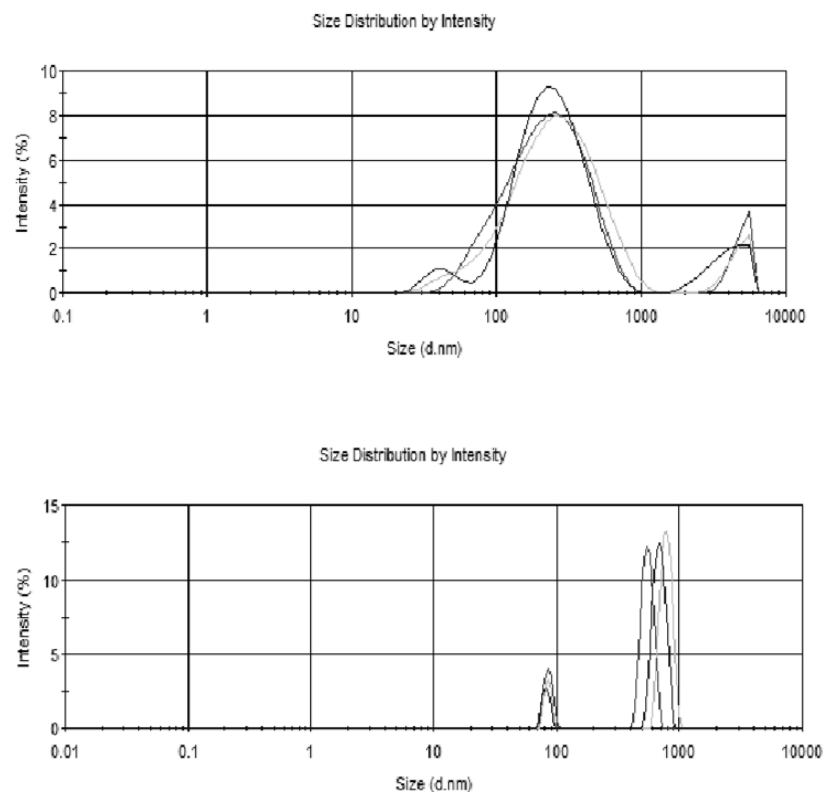 Size Distribution by Intensity
10
8
6
4
2
0
Intensity (%)
0.1 1 10 100 1000 10000
Size (d.nm)
Size Distribution by Intensity
15
10
5
0
Intensity (%)
0.01 0.1 1 10 100 1000 10000
Size (d.nm)